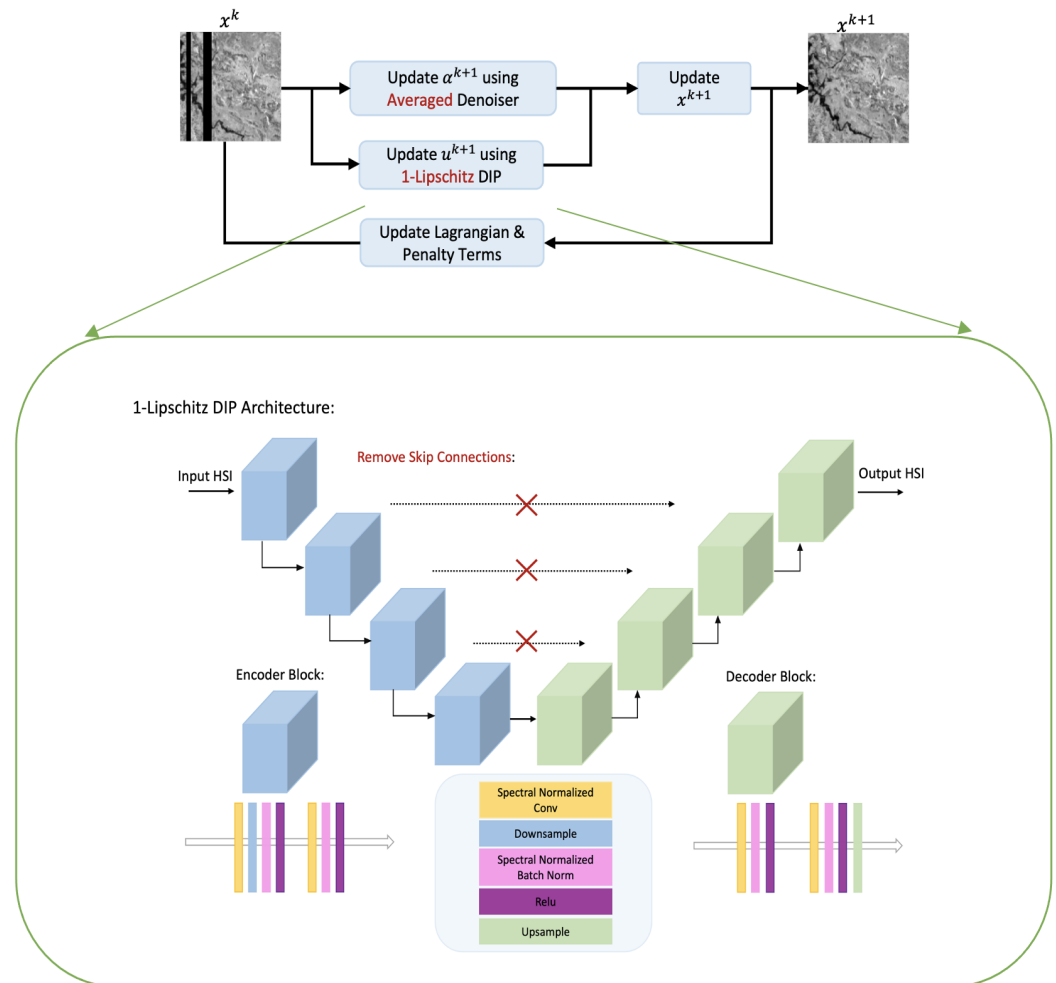 x^k
x^{k+1}
Update α^{k+1} using
Averaged Denoiser
Update
x^{k+1}
Update u^{k+1} using
1-Lipschitz DIP
Update Lagrangian &
Penalty Terms
1-Lipschitz DIP Architecture:
Remove Skip Connections:
Input HSI
Output HSI
Encoder Block:
Decoder Block:
Spectral Normalized
Conv
Downsample
Spectral Normalized
Batch Norm
Relu
Upsample